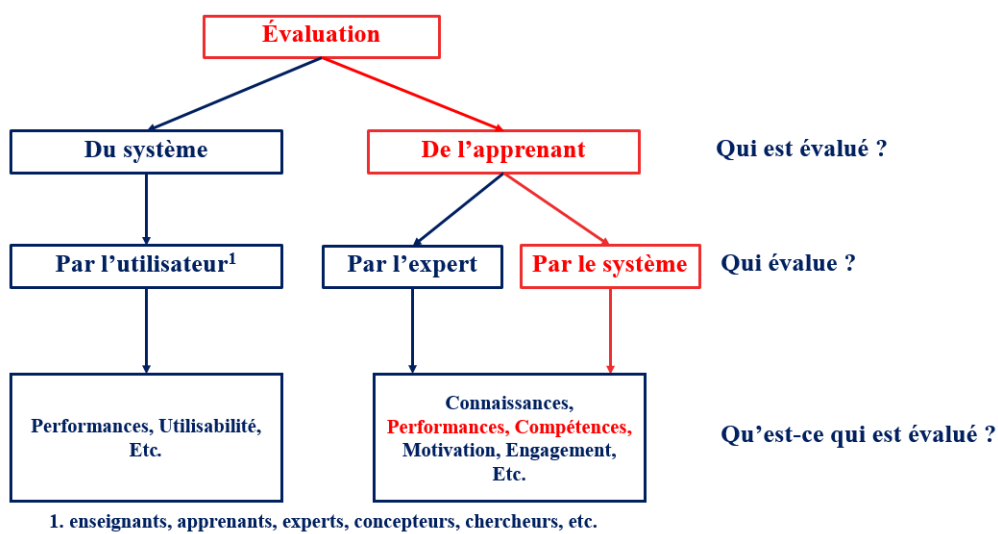 Évaluation
Du système
De l’apprenant
Qui est évalué ?
Par l’utilisateur¹
Par l’expert
Par le système
Qui évalue ?
Performances, Utilisabilité,
Etc.
Connaissances,
Performances, Compétences,
Motivation, Engagement,
Etc.
Qu’est-ce qui est évalué ?
1. enseignants, apprenants, experts, concepteurs, chercheurs, etc.